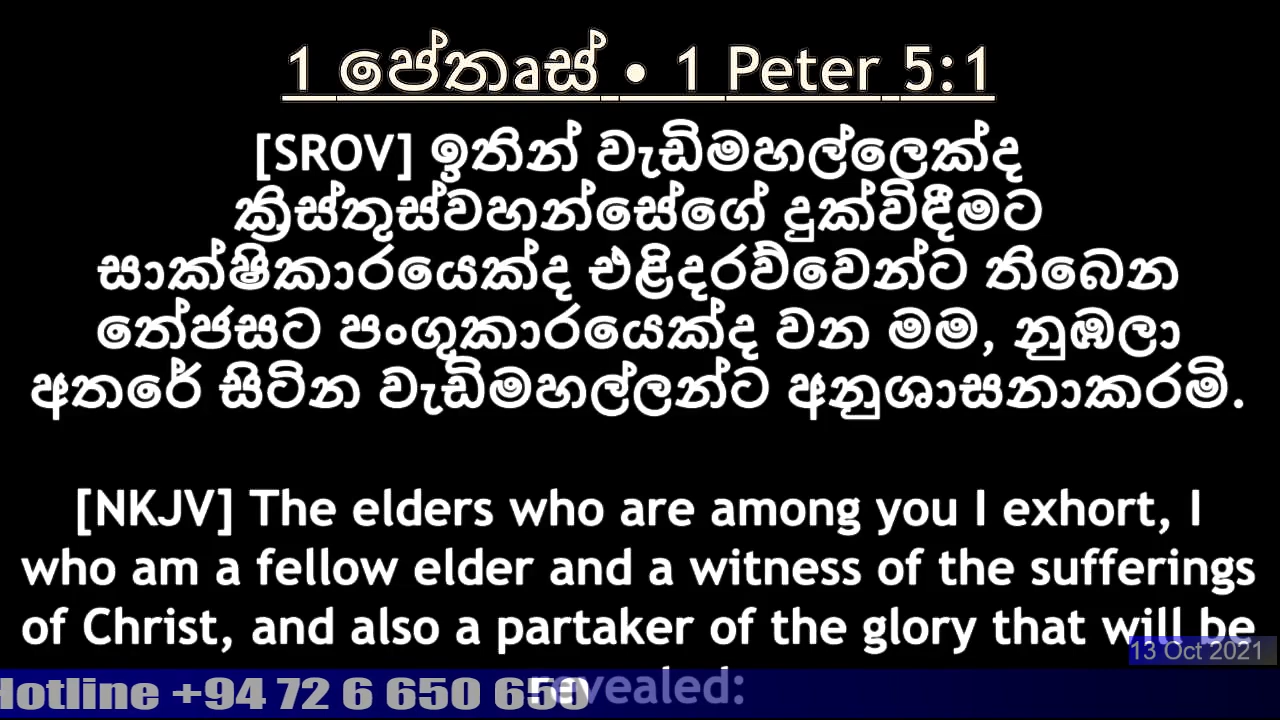 1 පේතෘස් • 1 Peter 5:1
[SROV] ඉතින් වැඩිමහල්ලෙක්ද
ක්‍රිස්තුස්වහන්සේගේ දුක්විඳීමට
සාක්ෂිකාරයෙක්ද එළිදරව්වෙන්ට තිබෙන
තේජසට පංගුකාරයෙක්ද වන මම, නුඹලා
අතරේ සිටින වැඩිමහල්ලන්ට අනුශාසනාකරමි.
[NKJV] The elders who are among you I exhort, I
who am a fellow elder and a witness of the sufferings
of Christ, and also a partaker of the glory that will be
revealed:
13 Oct 2021
Hotline +94 72 6 650 650